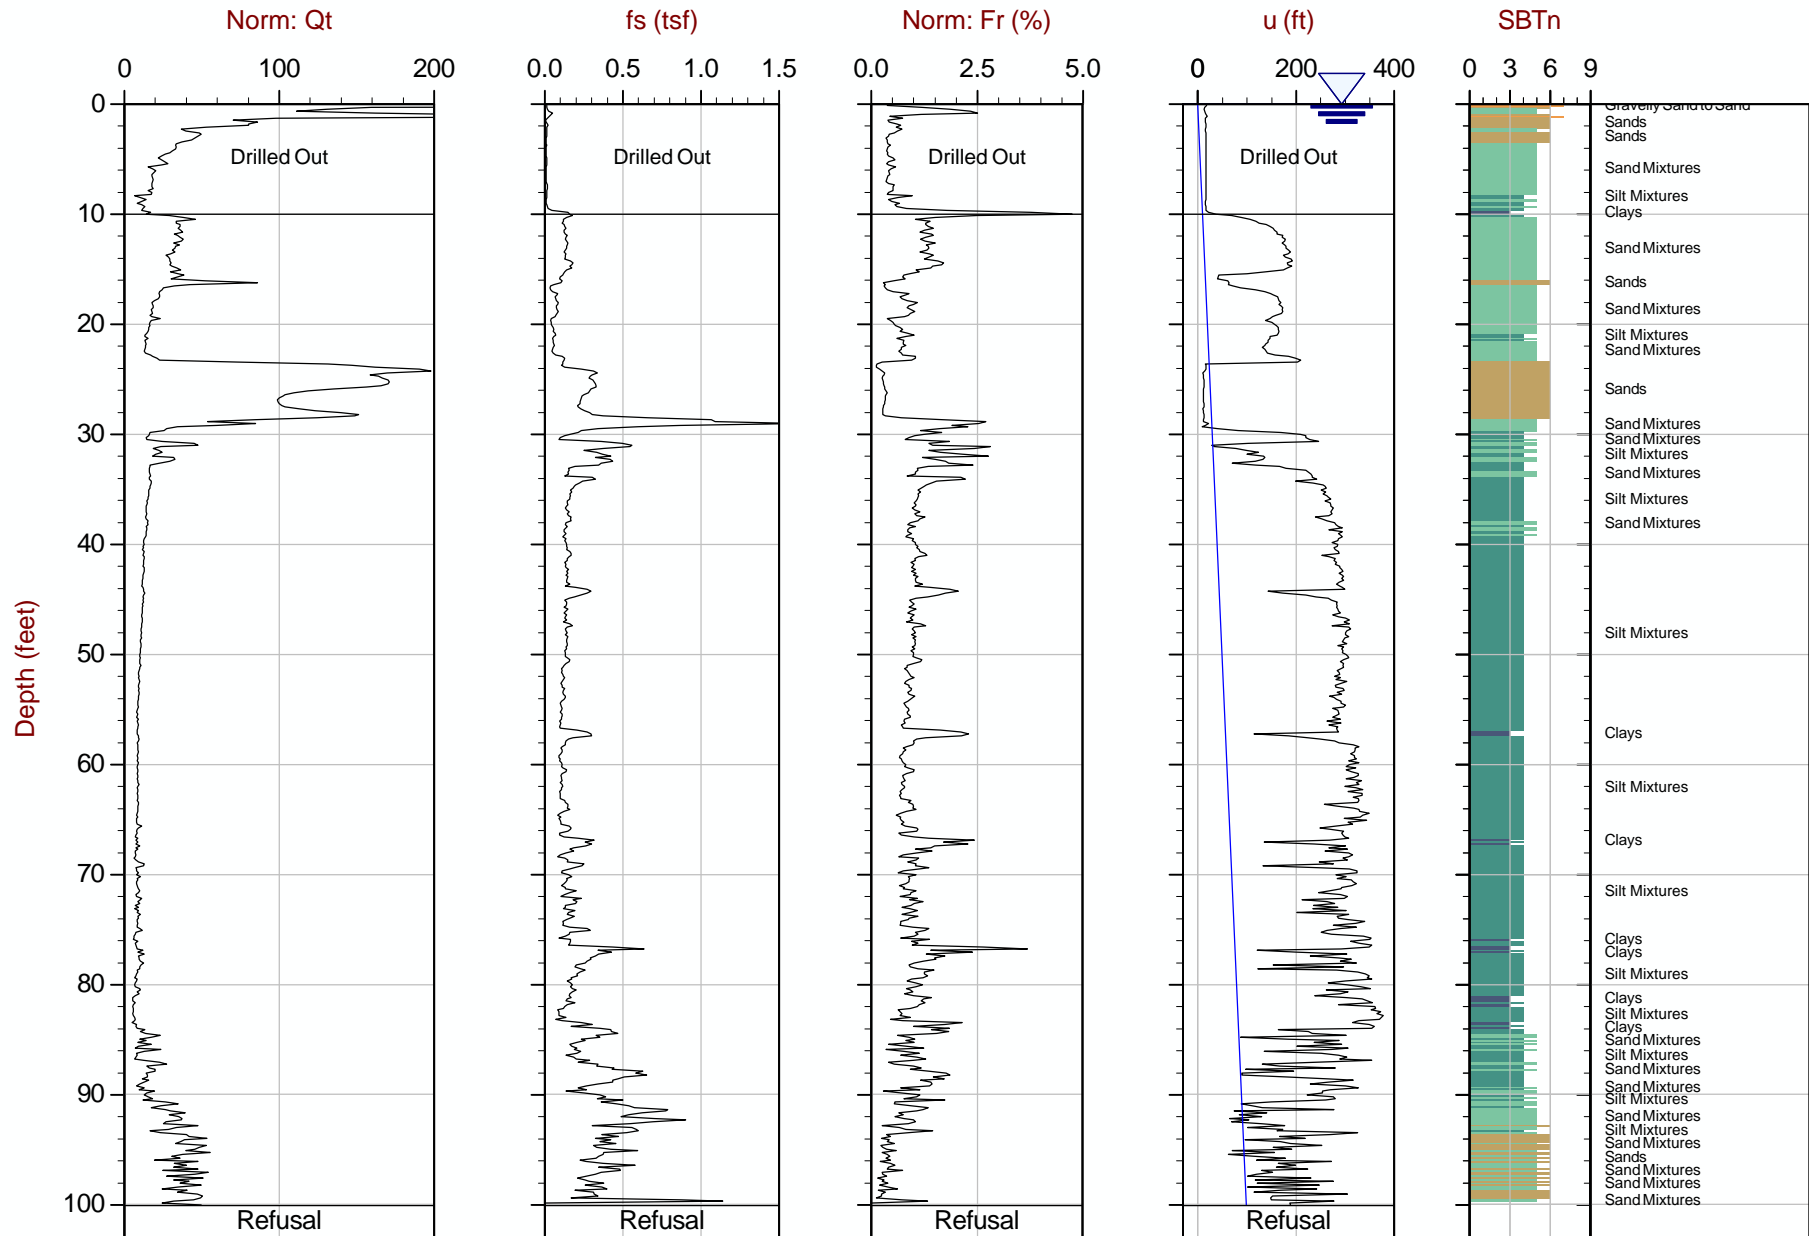 Norm: Qt fs (tsf) Norm: Fr (%) u (ft) SBTn
0 100 200 0.0 0.5 1.0 1.5 0.0 2.5 5.0 0 200 400 0 3 6 9
Depth (feet)
0
Gravelly Sand to Sand
Sands
Sands
Drilled Out Drilled Out Drilled Out Drilled Out
Sand Mixtures
Silt Mixtures
10
Clays
Sand Mixtures
Sands
Sand Mixtures
20
Silt Mixtures
Sand Mixtures
Sands
Sand Mixtures
30
Sand Mixtures
Silt Mixtures
Sand Mixtures
Silt Mixtures
Sand Mixtures
40
Silt Mixtures
50
Clays
60
Silt Mixtures
Clays
70
Silt Mixtures
Clays
Clays
Silt Mixtures
80
Clays
Silt Mixtures
Clays
Sand Mixtures
Silt Mixtures
Sand Mixtures
Sand Mixtures
90
Silt Mixtures
Sand Mixtures
Silt Mixtures
Sand Mixtures
Sands
Sand Mixtures
Sand Mixtures
Sand Mixtures
100
Refusal Refusal Refusal Refusal